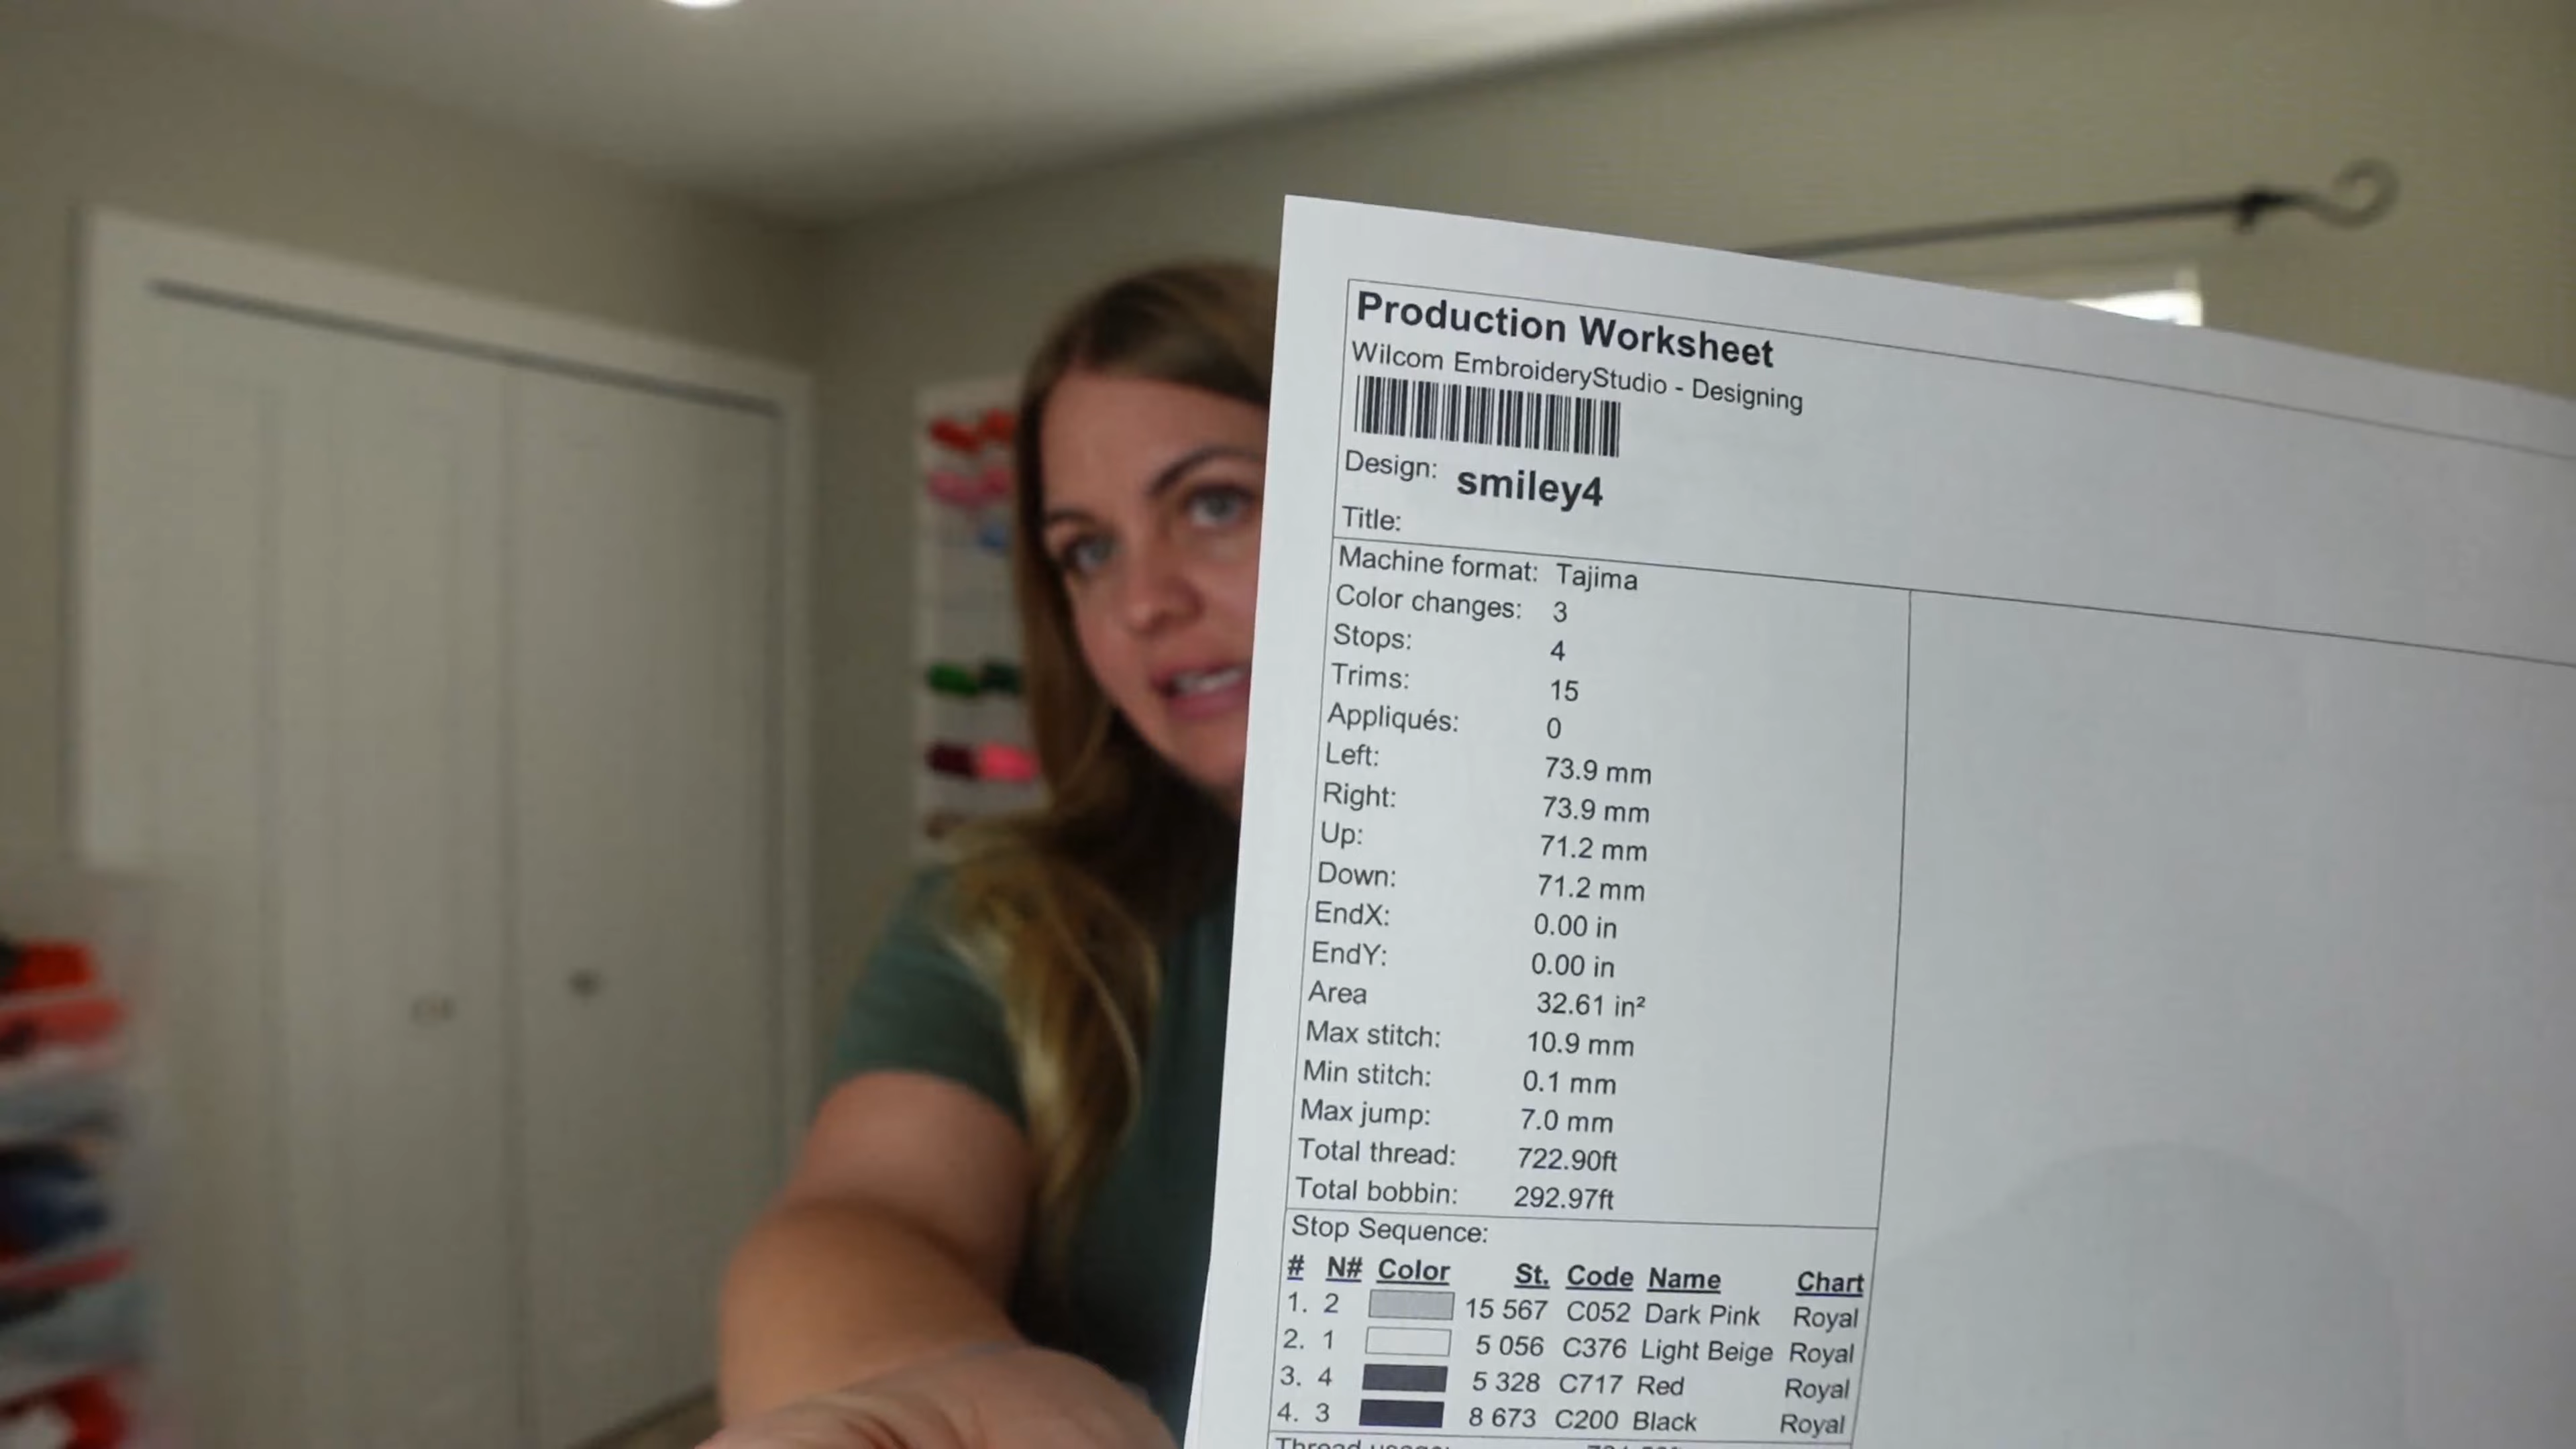 Production Worksheet
Wilcom EmbroideryStudio - Designing
Design: smiley4
Title:
Machine format: Tajima
Color changes: 3
Stops: 4
Trims: 15
Appliqués: 0
Left: 73.9 mm
Right: 73.9 mm
Up: 71.2 mm
Down: 71.2 mm
EndX: 0.00 in
EndY: 0.00 in
Area 32.61 in²
Max stitch: 10.9 mm
Min stitch: 0.1 mm
Max jump: 7.0 mm
Total thread: 722.90ft
Total bobbin: 292.97ft
Stop Sequence:
# N# Color St. Code Name Chart
1. 2 15 567 C052 Dark Pink Royal
2. 1 5 056 C376 Light Beige Royal
3. 4 5 328 C717 Red Royal
4. 3 8 673 C200 Black Royal
Thread usage: